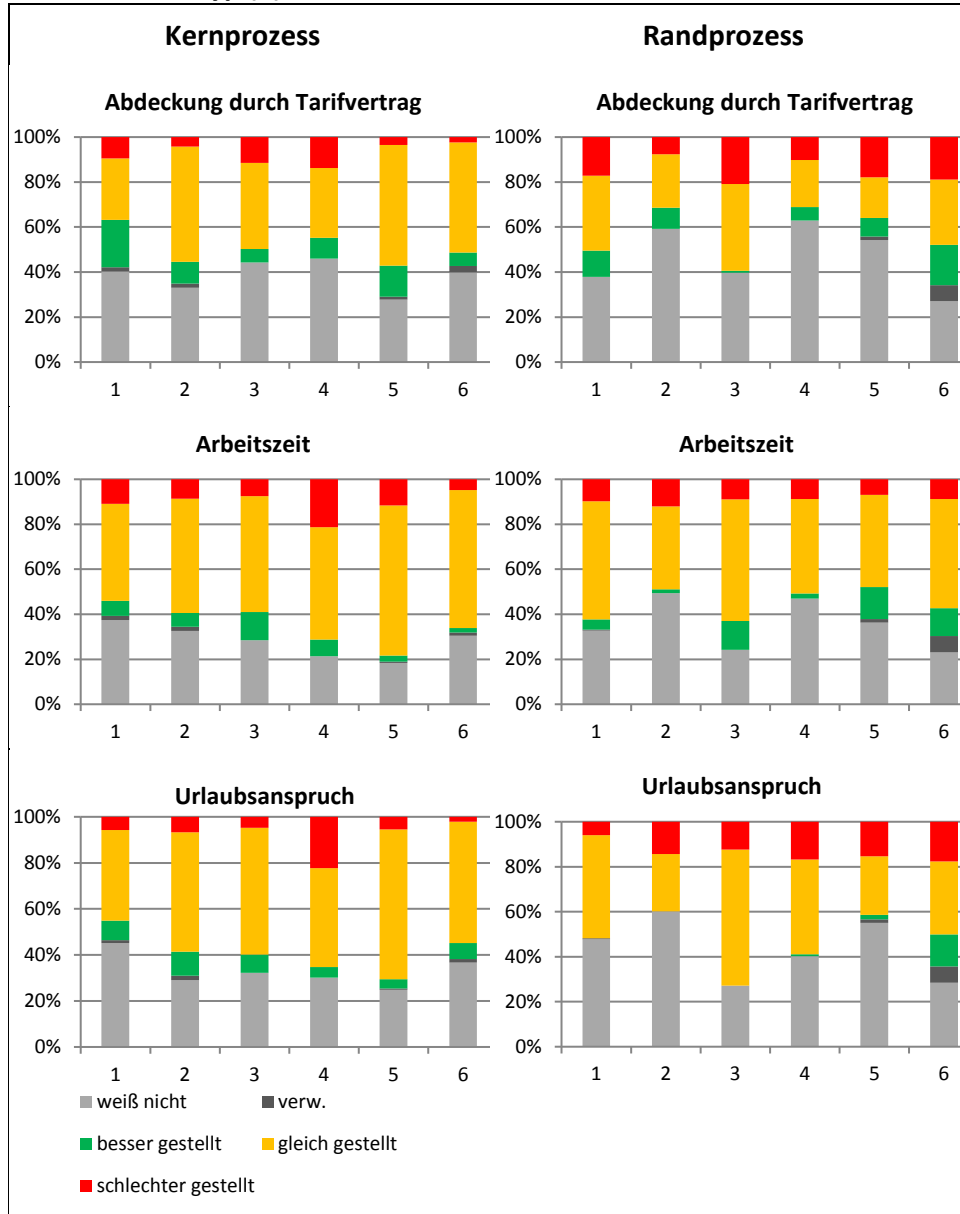 Kernprozess
Randprozess
Abdeckung durch Tarifvertrag
100%
80%
60%
40%
20%
0%
1 2 3 4 5 6
Abdeckung durch Tarifvertrag
100%
80%
60%
40%
20%
0%
1 2 3 4 5 6
Arbeitszeit
100%
80%
60%
40%
20%
0%
1 2 3 4 5 6
Arbeitszeit
100%
80%
60%
40%
20%
0%
1 2 3 4 5 6
Urlaubsanspruch
100%
80%
60%
40%
20%
0%
1 2 3 4 5 6
Urlaubsanspruch
100%
80%
60%
40%
20%
0%
1 2 3 4 5 6
weiß nicht verw.
besser gestellt gleich gestellt
schlechter gestellt